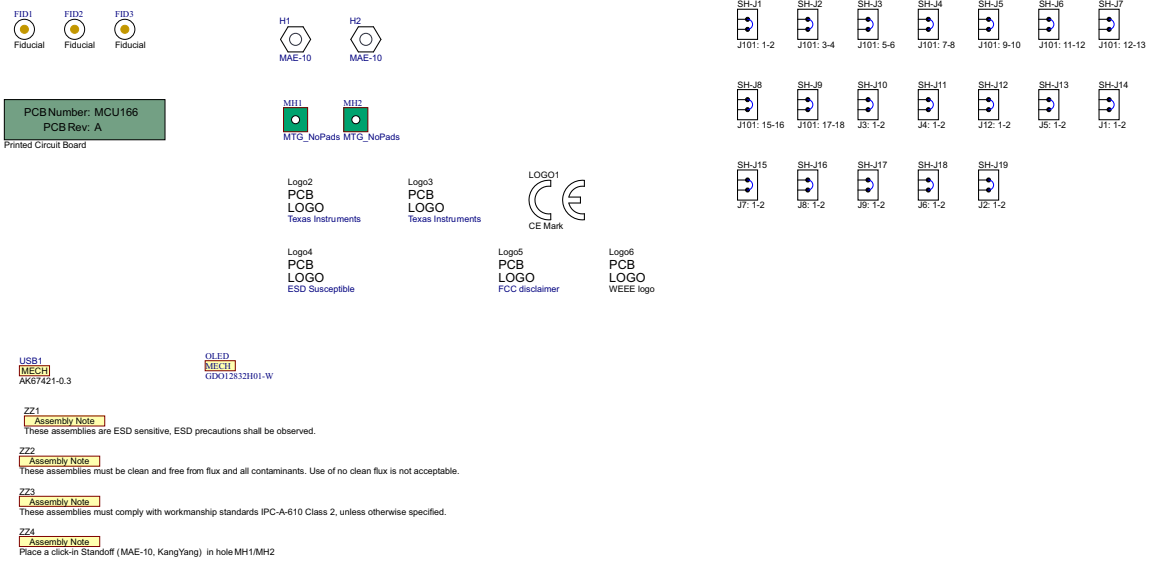 FID1
Fiducial
FID2
Fiducial
FID3
Fiducial
H1
MAE-10
H2
MAE-10
SH-J1
J101: 1-2
SH-J2
J101: 3-4
SH-J3
J101: 5-6
SH-J4
J101: 7-8
SH-J5
J101: 9-10
SH-J6
J101: 11-12
SH-J7
J101: 12-13
PCB Number: MCU166
PCB Rev: A
Printed Circuit Board
MH1
MTG_NoPads
MH2
MTG_NoPads
SH-J8
J101: 15-16
SH-J9
J101: 17-18
SH-J10
J3: 1-2
SH-J11
J4: 1-2
SH-J12
J12: 1-2
SH-J13
J5: 1-2
SH-J14
J1: 1-2
Logo2
PCB
LOGO
Texas Instruments
Logo3
PCB
LOGO
Texas Instruments
LOGO1
CE
CE Mark
SH-J15
J7: 1-2
SH-J16
J8: 1-2
SH-J17
J9: 1-2
SH-J18
J6: 1-2
SH-J19
J2: 1-2
Logo4
PCB
LOGO
ESD Susceptible
Logo5
PCB
LOGO
FCC disclaimer
Logo6
PCB
LOGO
WEEE logo
USB1
MECH
AK67421-0.3
OLED
MECH
GDO12832H01-W
ZZ1
Assembly Note
These assemblies are ESD sensitive, ESD precautions shall be observed.
ZZ2
Assembly Note
These assemblies must be clean and free from flux and all contaminants. Use of no clean flux is not acceptable.
ZZ3
Assembly Note
These assemblies must comply with workmanship standards IPC-A-610 Class 2, unless otherwise specified.
ZZ4
Assembly Note
Place a click-in Standoff (MAE-10, KangYang) in hole MH1/MH2